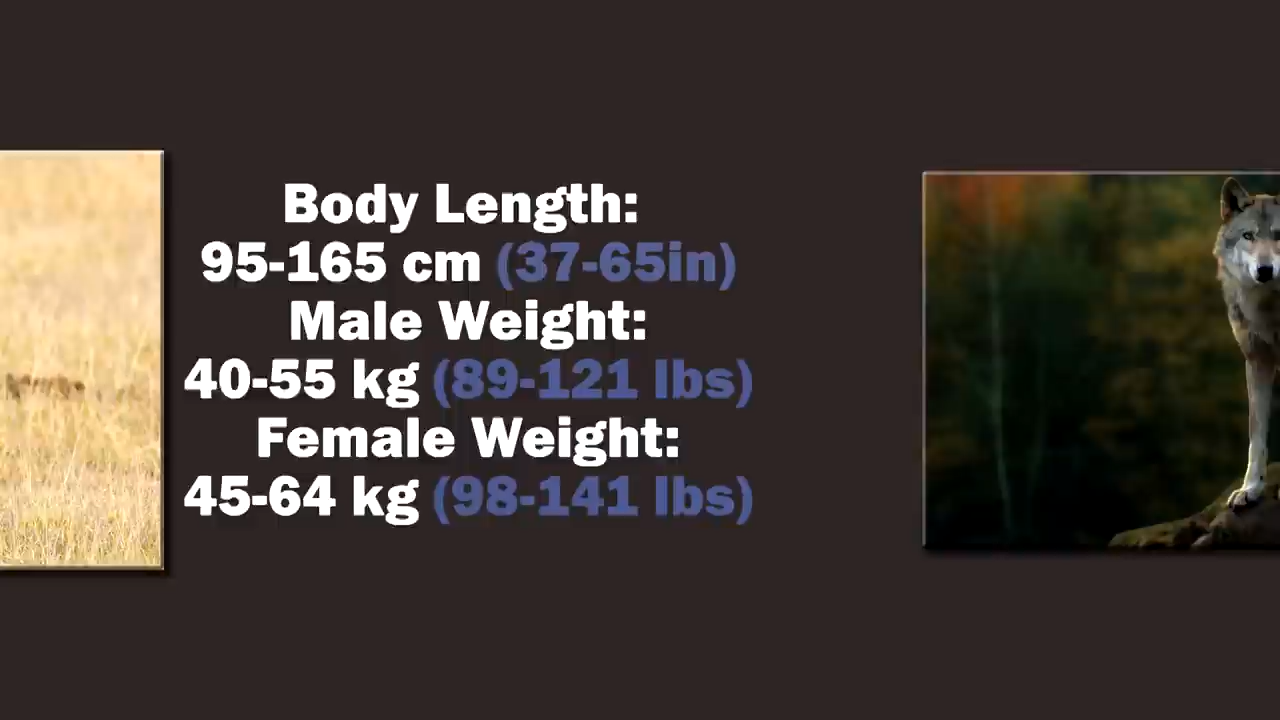 Body Length:
95-165 cm (37-65in)
Male Weight:
40-55 kg (89-121 lbs)
Female Weight:
45-64 kg (98-141 lbs)